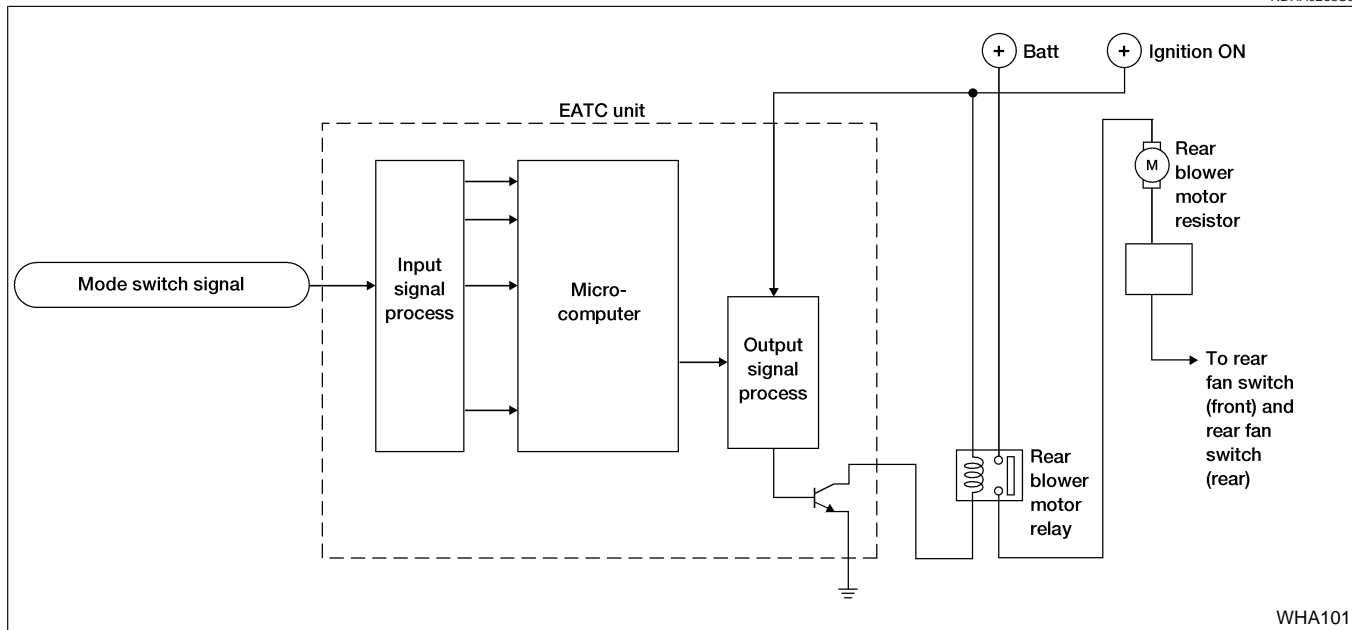 + Batt
+ Ignition ON
EATC unit
Mode switch signal
Input
signal
process
Micro-
computer
Output
signal
process
M
Rear
blower
motor
resistor
To rear
fan switch
(front) and
rear fan
switch
(rear)
Rear
blower
motor
relay
WHA101